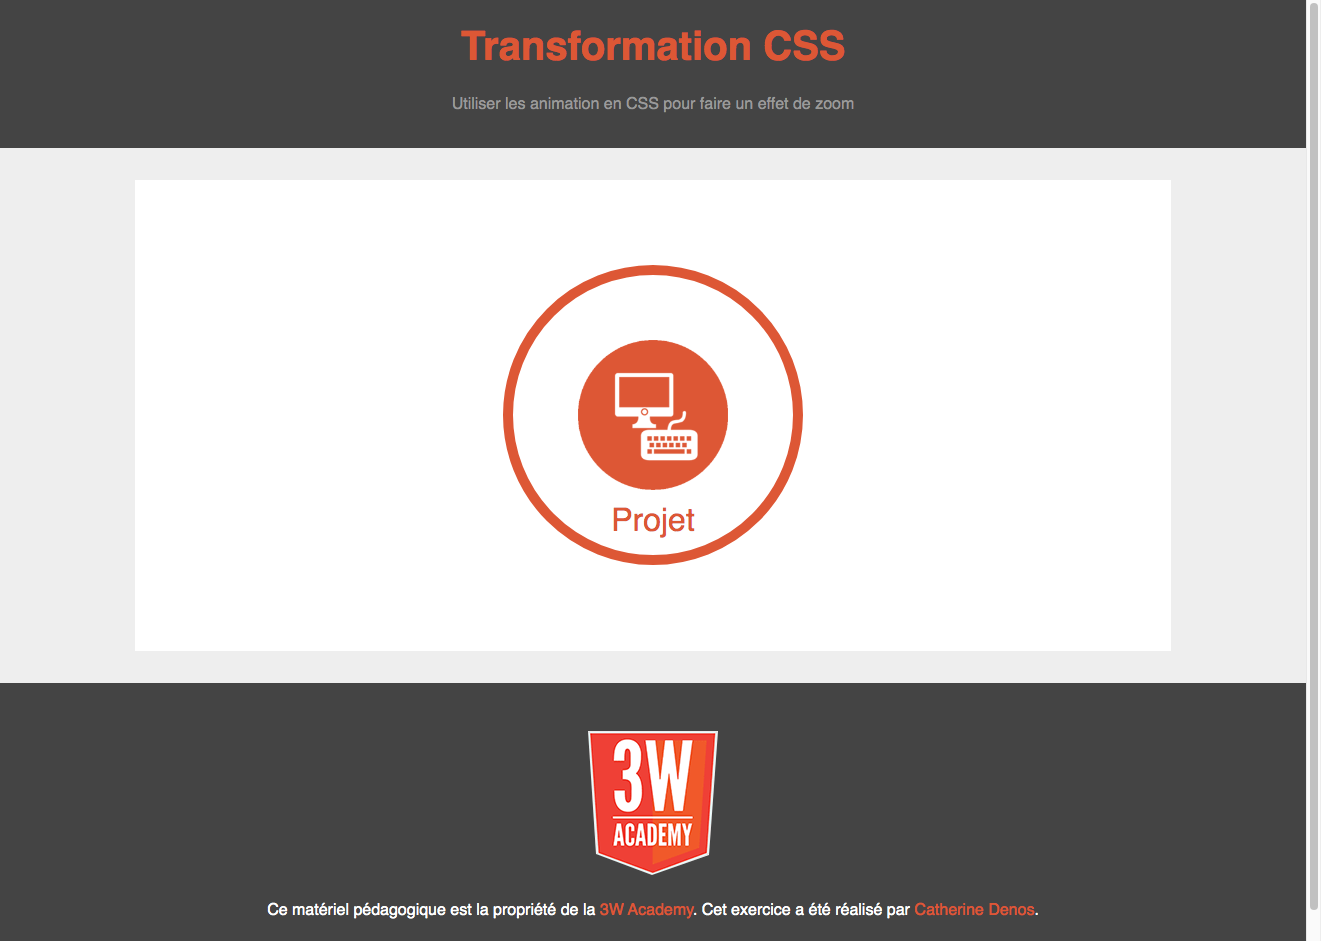 Transformation CSS
Utiliser les animation en CSS pour faire un effet de zoom
Projet
3W
ACADEMY
Ce matériel pédagogique est la propriété de la 3W Academy. Cet exercice a été réalisé par Catherine Denos.